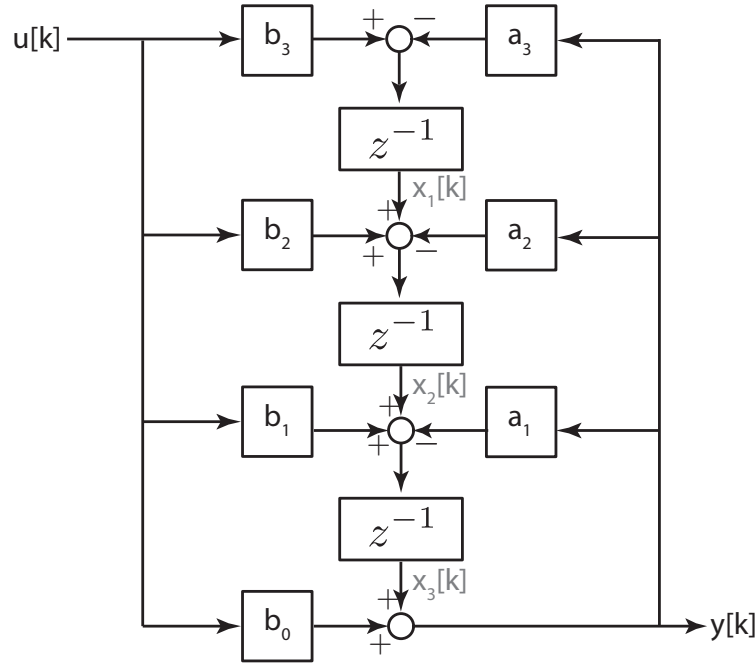 u[k] b₃ + − a₃
z⁻¹
x₁[k]
b₂ + + − a₂
z⁻¹
x₂[k]
b₁ + + − a₁
z⁻¹
x₃[k]
b₀ + + y[k]